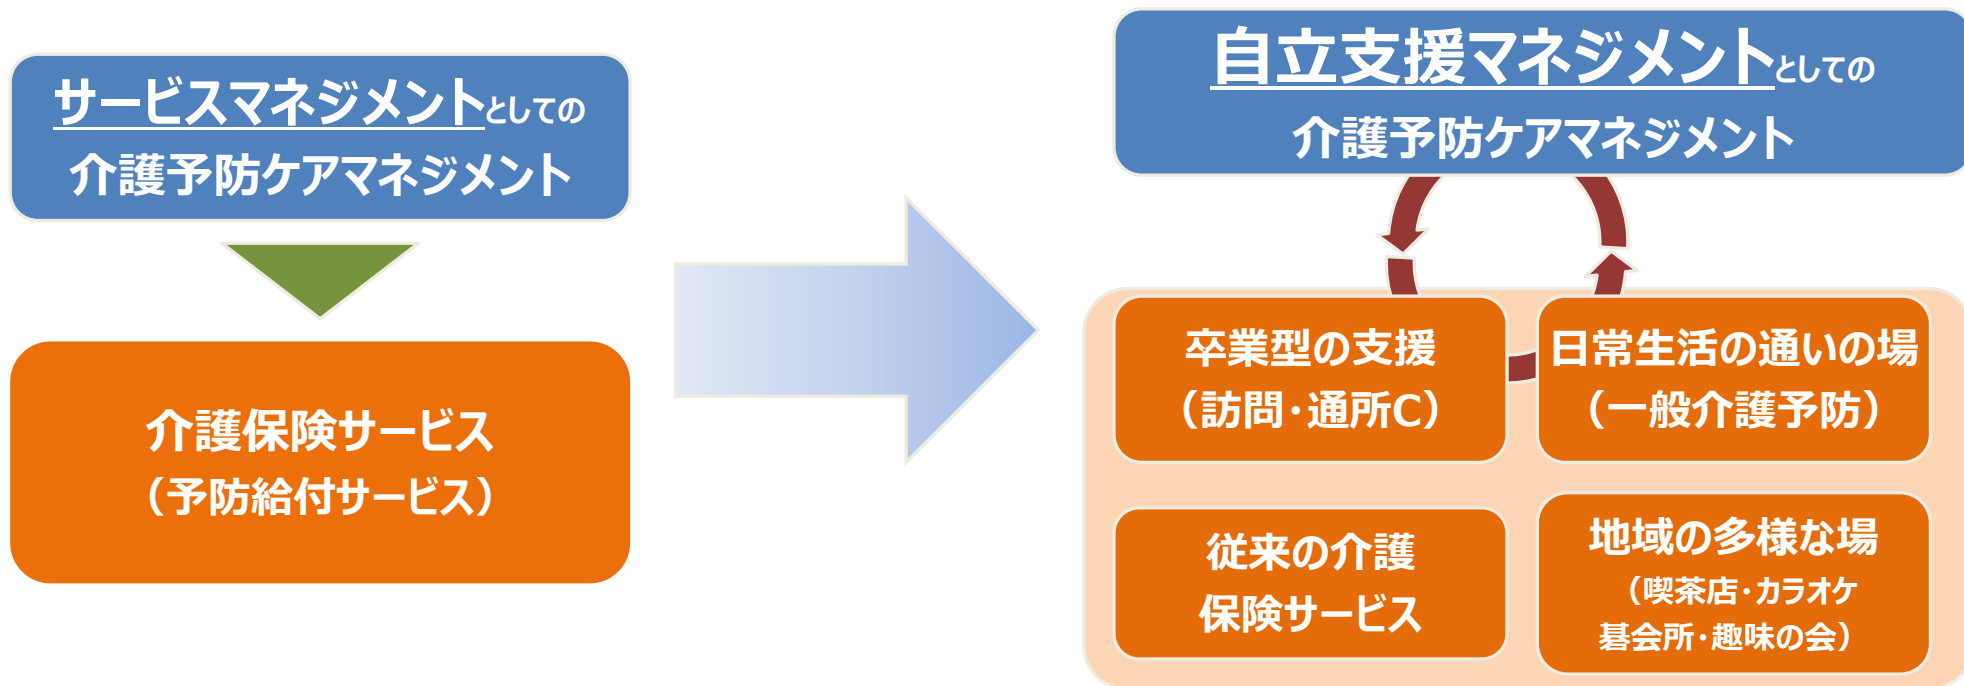 サービスマネジメントとしての
介護予防ケアマネジメント
介護保険サービス
（予防給付サービス）
自立支援マネジメントとしての
介護予防ケアマネジメント
卒業型の支援
（訪問・通所C）
日常生活の通いの場
（一般介護予防）
従来の介護
保険サービス
地域の多様な場
（喫茶店・カラオケ
碁会所・趣味の会）